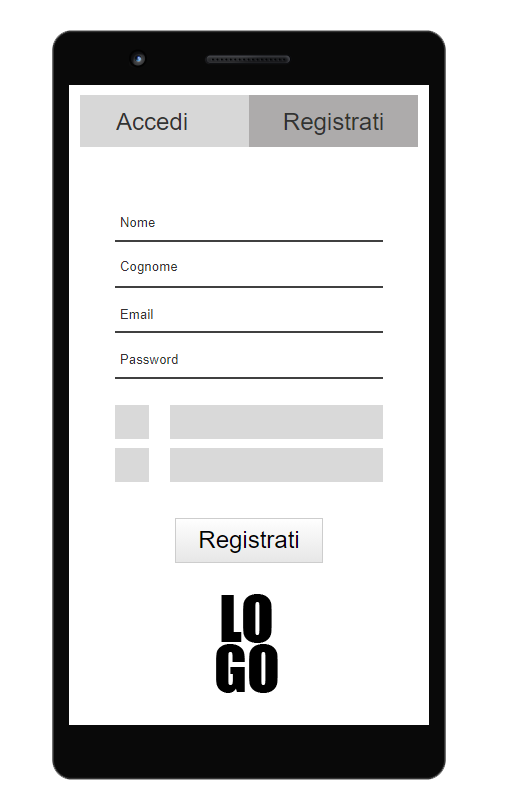 Accedi Registrati
Nome
Cognome
Email
Password
Registrati
LO
GO